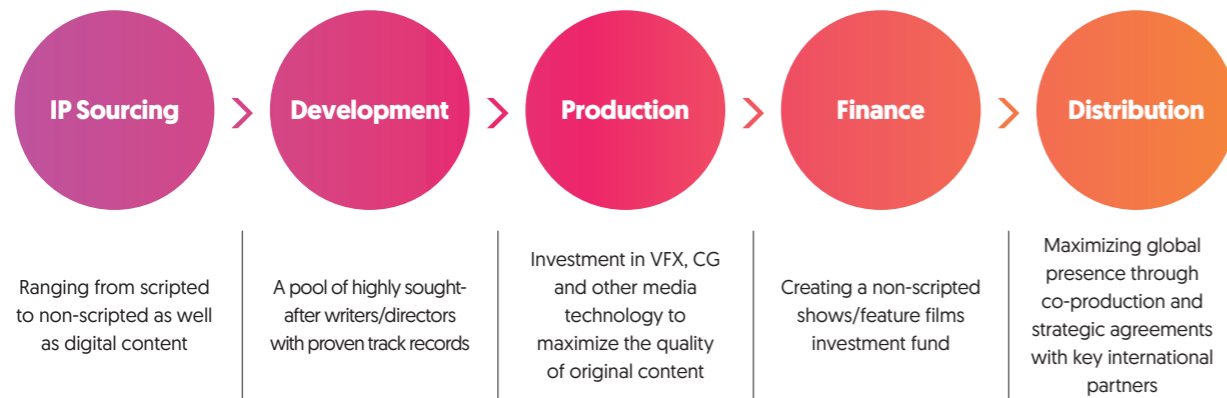 IP Sourcing
Development
Production
Finance
Distribution
Ranging from scripted
to non-scripted as well
as digital content
A pool of highly sought-
after writers/directors
with proven track records
Investment in VFX, CG
and other media
technology to
maximize the quality
of original content
Creating a non-scripted
shows/feature films
investment fund
Maximizing global
presence through
co-production and
strategic agreements
with key international
partners